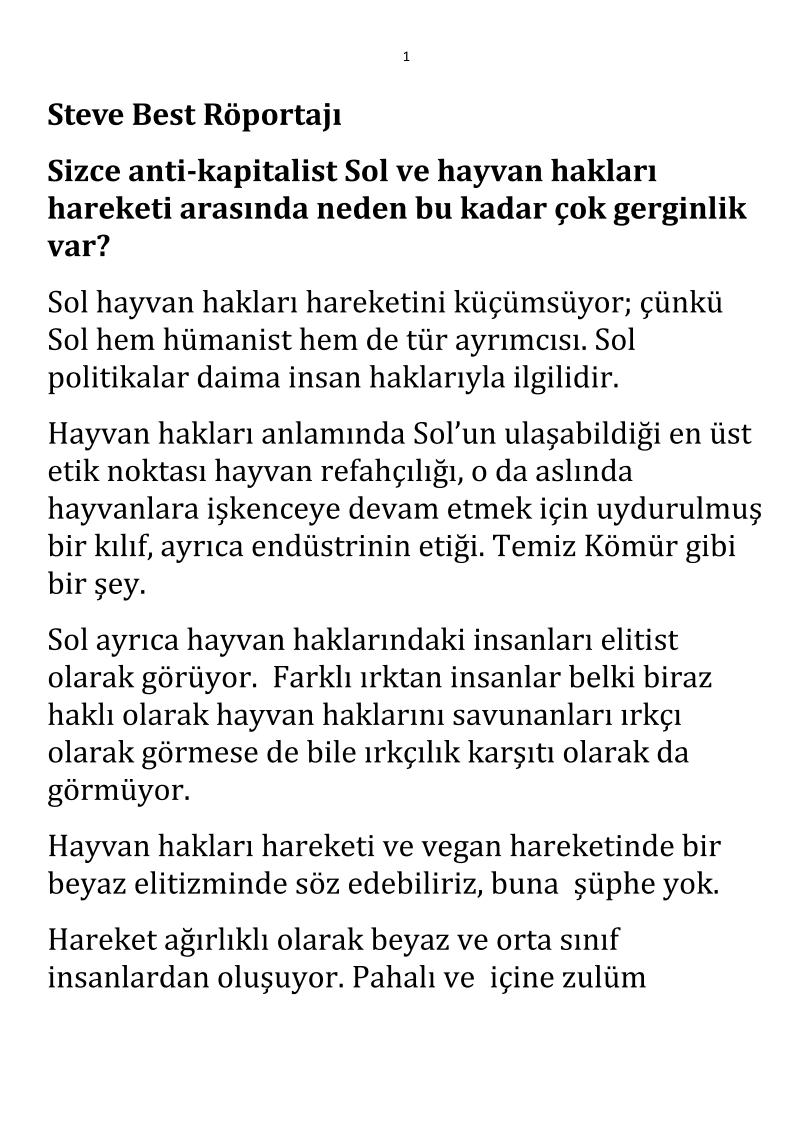 1
Steve Best Röportajı
Sizce anti-kapitalist Sol ve hayvan hakları
hareketi arasında neden bu kadar çok gerginlik
var?
Sol hayvan hakları hareketini küçümsüyor; çünkü
Sol hem hümanist hem de tür ayrımcısı. Sol
politikalar daima insan haklarıyla ilgilidir.
Hayvan hakları anlamında Sol’un ulaşabildiği en üst
etik noktası hayvan refahçılığı, o da aslında
hayvanlara işkenceye devam etmek için uydurulmuş
bir kılıf, ayrıca endüstrinin etiği. Temiz Kömür gibi
bir şey.
Sol ayrıca hayvan haklarındaki insanları elitist
olarak görüyor.  Farklı ırktan insanlar belki biraz
haklı olarak hayvan haklarını savunanları ırkçı
olarak görmese de bile ırkçılık karşıtı olarak da
görmüyor.
Hayvan hakları hareketi ve vegan hareketinde bir
beyaz elitizminde söz edebiliriz, buna  şüphe yok.
Hareket ağırlıklı olarak beyaz ve orta sınıf
insanlardan oluşuyor. Pahalı ve  içine zulüm